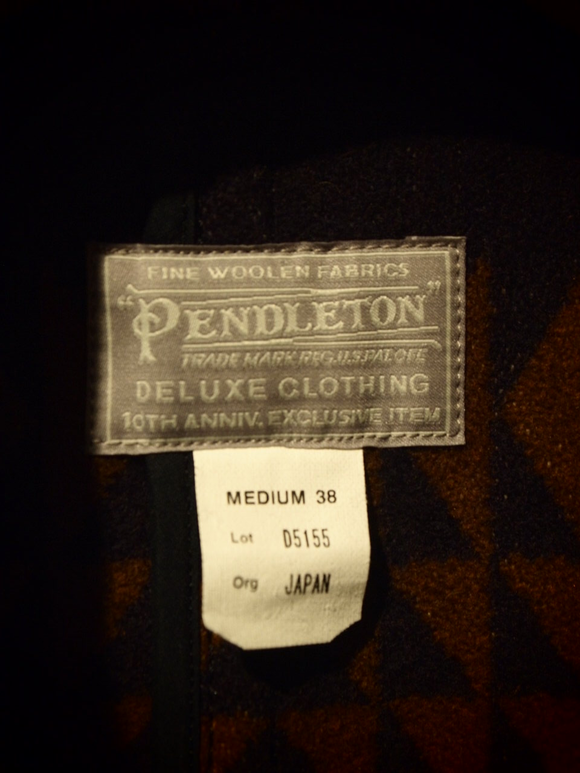 FINE WOOLEN FABRICS
"PENDLETON"
TRADE MARK REG.U.S.PAT.OFF.
DELUXE CLOTHING
10TH ANNIV. EXCLUSIVE ITEM
MEDIUM 38
Lot D5155
Org JAPAN